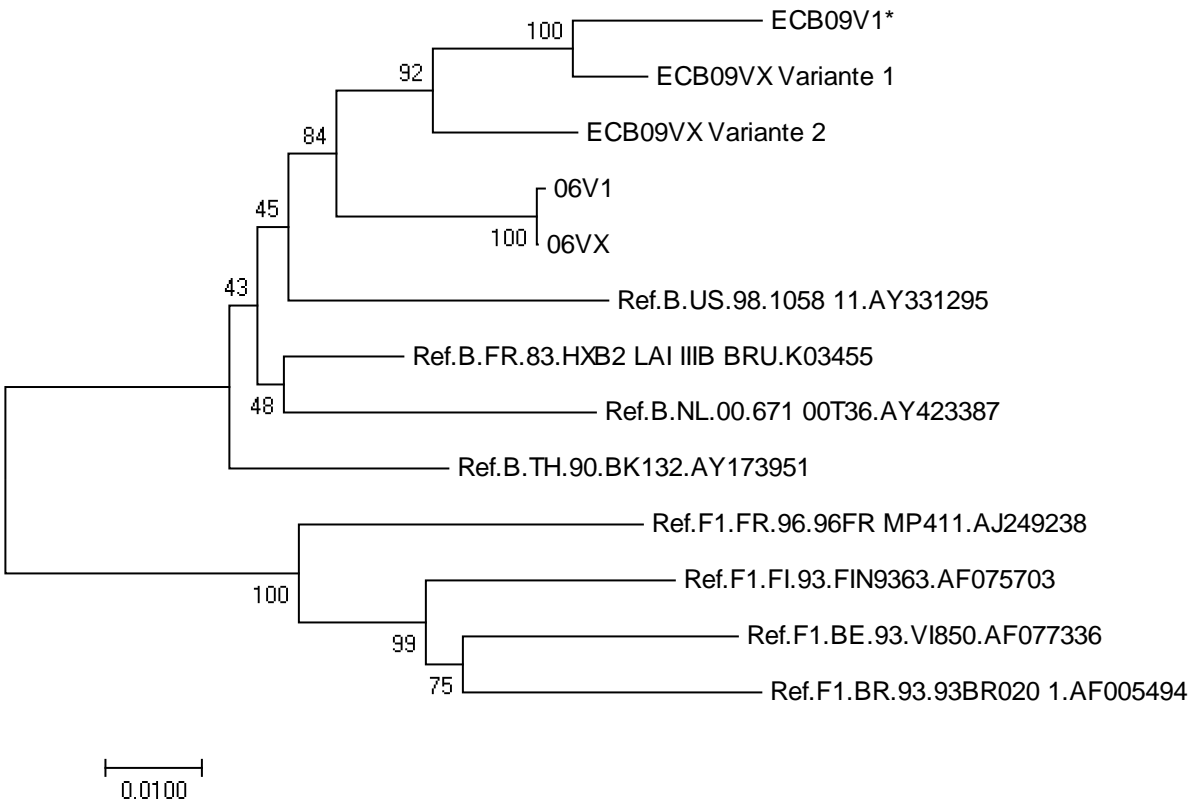 ECB09V1*
100
ECB09VX Variante 1
92
ECB09VX Variante 2
84
06V1
45
100
06VX
43
Ref.B.US.98.1058 11.AY331295
Ref.B.FR.83.HXB2 LAI IIIB BRU.K03455
48
Ref.B.NL.00.671 00T36.AY423387
Ref.B.TH.90.BK132.AY173951
Ref.F1.FR.96.96FR MP411.AJ249238
100
Ref.F1.FI.93.FIN9363.AF075703
99
Ref.F1.BE.93.VI850.AF077336
75
Ref.F1.BR.93.93BR020 1.AF005494
0.0100